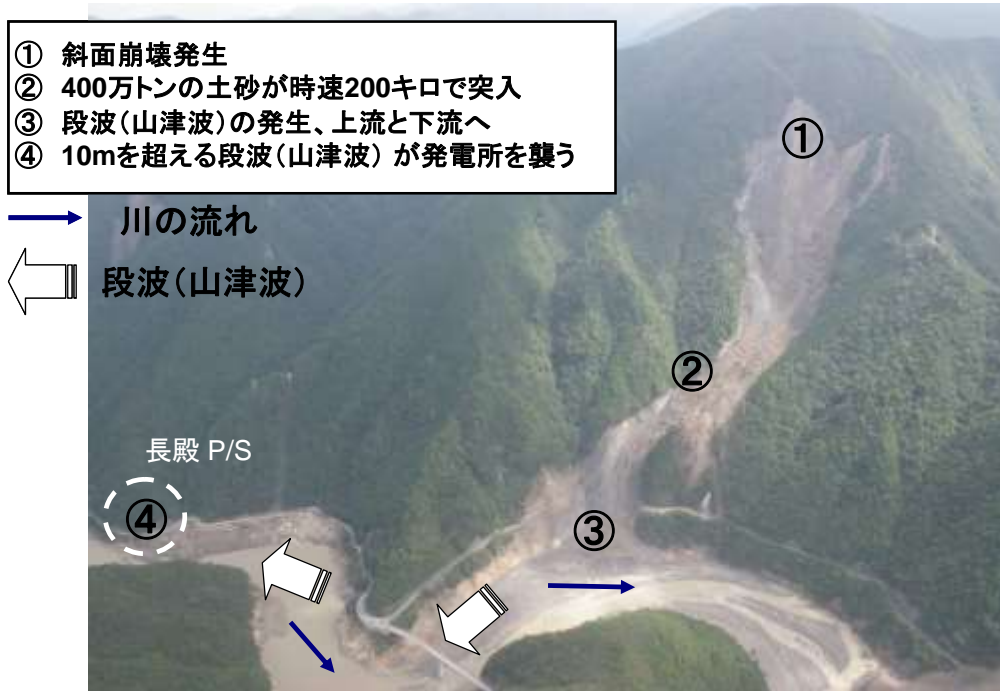 ① 斜面崩壊発生
② 400万トンの土砂が時速200キロで突入
③ 段波（山津波）の発生、上流と下流へ
④ 10mを超える段波（山津波） が発電所を襲う
川の流れ
段波（山津波）
①
②
長殿 P/S
④
③